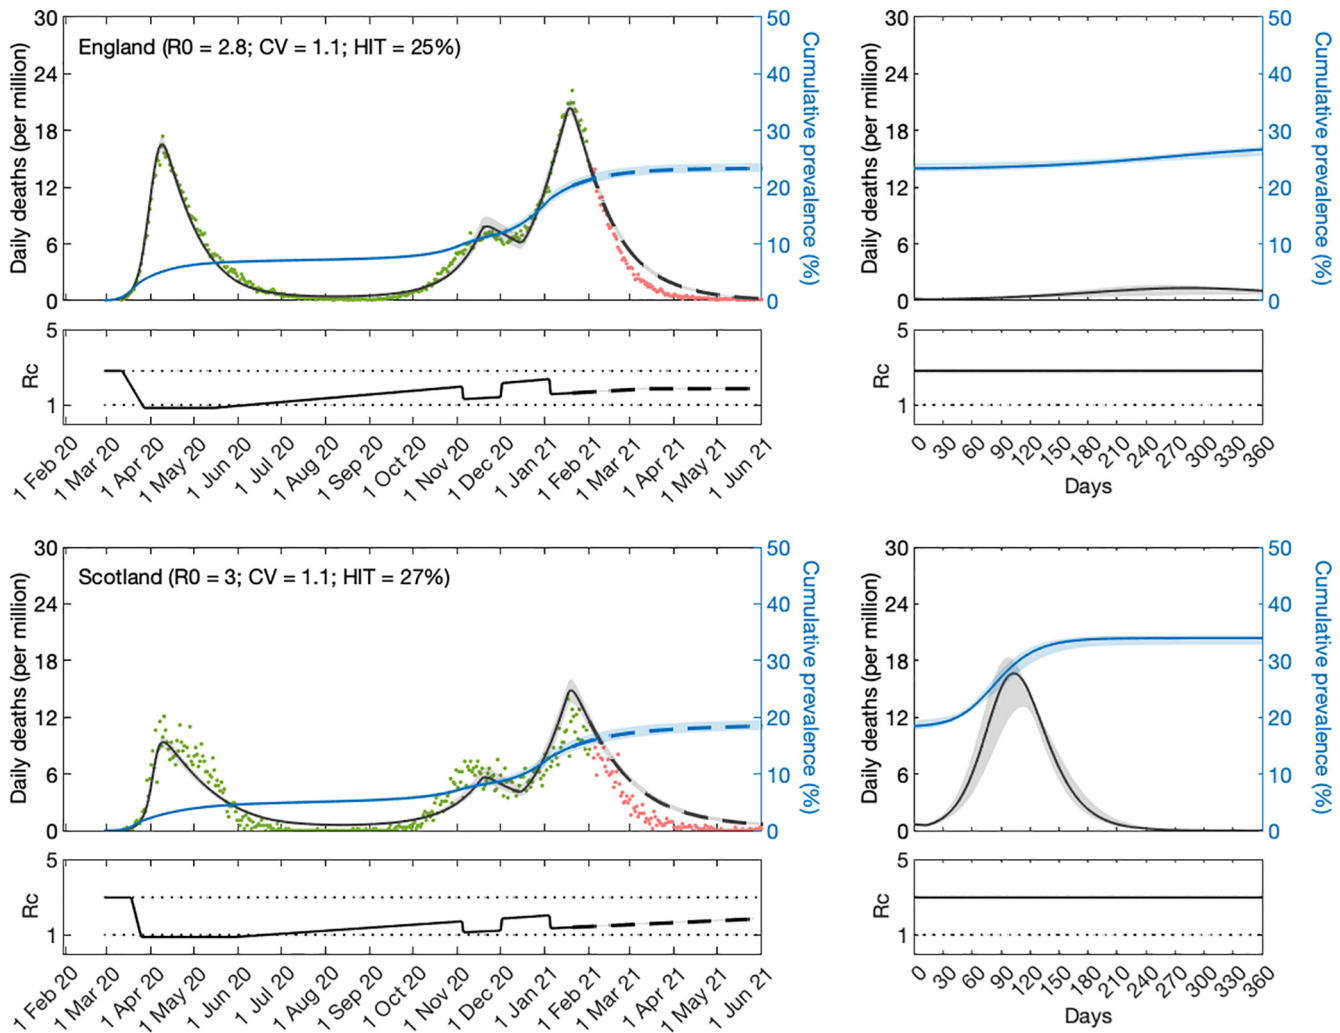 England (R0 = 2.8; CV = 1.1; HIT = 25%)
Daily deaths (per million)
30
24
18
12
6
0
Cumulative prevalence (%)
50
40
30
20
10
0
Daily deaths (per million)
30
24
18
12
6
0
Cumulative prevalence (%)
50
40
30
20
10
0
Rc
5
1
1 Feb 20
1 Mar 20
1 Apr 20
1 May 20
1 Jun 20
1 Jul 20
1 Aug 20
1 Sep 20
1 Oct 20
1 Nov 20
1 Dec 20
1 Jan 21
1 Feb 21
1 Mar 21
1 Apr 21
1 May 21
1 Jun 21
Rc
5
1
0
30
60
90
120
150
180
210
240
270
300
330
360
Days
Scotland (R0 = 3; CV = 1.1; HIT = 27%)
Daily deaths (per million)
30
24
18
12
6
0
Cumulative prevalence (%)
50
40
30
20
10
0
Daily deaths (per million)
30
24
18
12
6
0
Cumulative prevalence (%)
50
40
30
20
10
0
Rc
5
1
1 Feb 20
1 Mar 20
1 Apr 20
1 May 20
1 Jun 20
1 Jul 20
1 Aug 20
1 Sep 20
1 Oct 20
1 Nov 20
1 Dec 20
1 Jan 21
1 Feb 21
1 Mar 21
1 Apr 21
1 May 21
1 Jun 21
Rc
5
1
0
30
60
90
120
150
180
210
240
270
300
330
360
Days